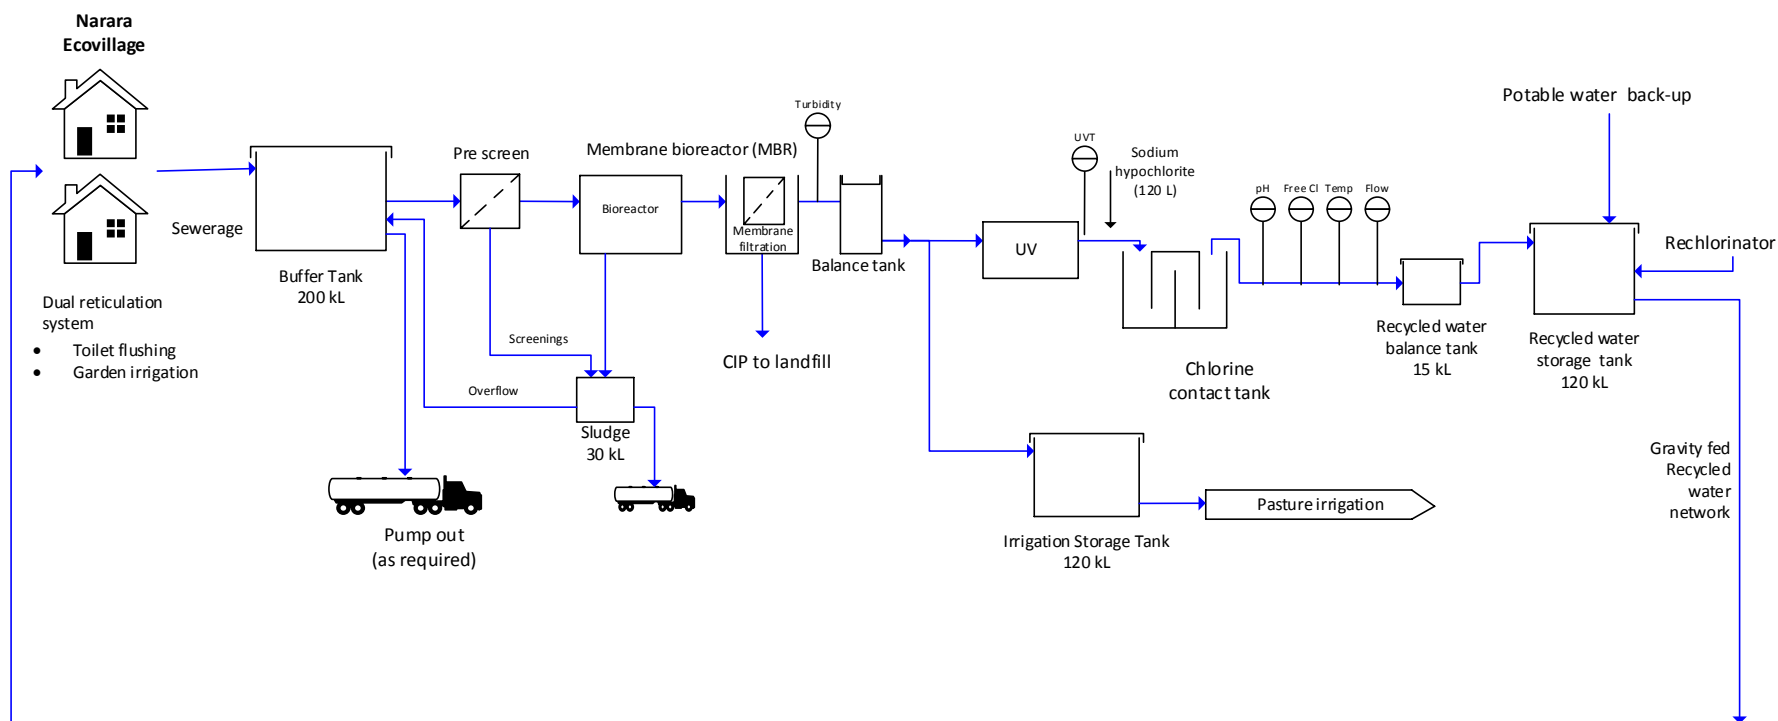 Narara
Ecovillage
Sewerage
Dual reticulation
system
• Toilet flushing
• Garden irrigation
Buffer Tank
200 kL
Pre screen
Membrane bioreactor (MBR)
Bioreactor
Membrane
filtration
Turbidity
Balance tank
Screenings
Overflow
Sludge
30 kL
CIP to landfill
Pump out
(as required)
UVT
Sodium
hypochlorite
(120 L)
UV
Chlorine
contact tank
pH
Free Cl
Temp
Flow
Recycled water
balance tank
15 kL
Potable water back-up
Rechlorinator
Recycled water
storage tank
120 kL
Irrigation Storage Tank
120 kL
Pasture irrigation
Gravity fed
Recycled
water
network